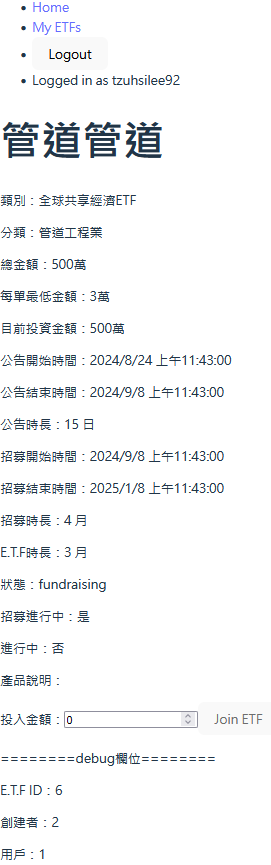 Home
My ETFs
Logout
Logged in as tzuhsilee92
管道管道
類別：全球共享經濟ETF
分類：管道工程業
總金額：500萬
每單最低金額：3萬
目前投資金額：500萬
公告開始時間：2024/8/24 上午11:43:00
公告結束時間：2024/9/8 上午11:43:00
公告時長：15 日
招募開始時間：2024/9/8 上午11:43:00
招募結束時間：2025/1/8 上午11:43:00
招募時長：4 月
E.T.F時長：3 月
狀態：fundraising
招募進行中：是
進行中：否
產品說明：
投入金額：0 Join ETF
========debug欄位========
E.T.F ID：6
創建者：2
用戶：1